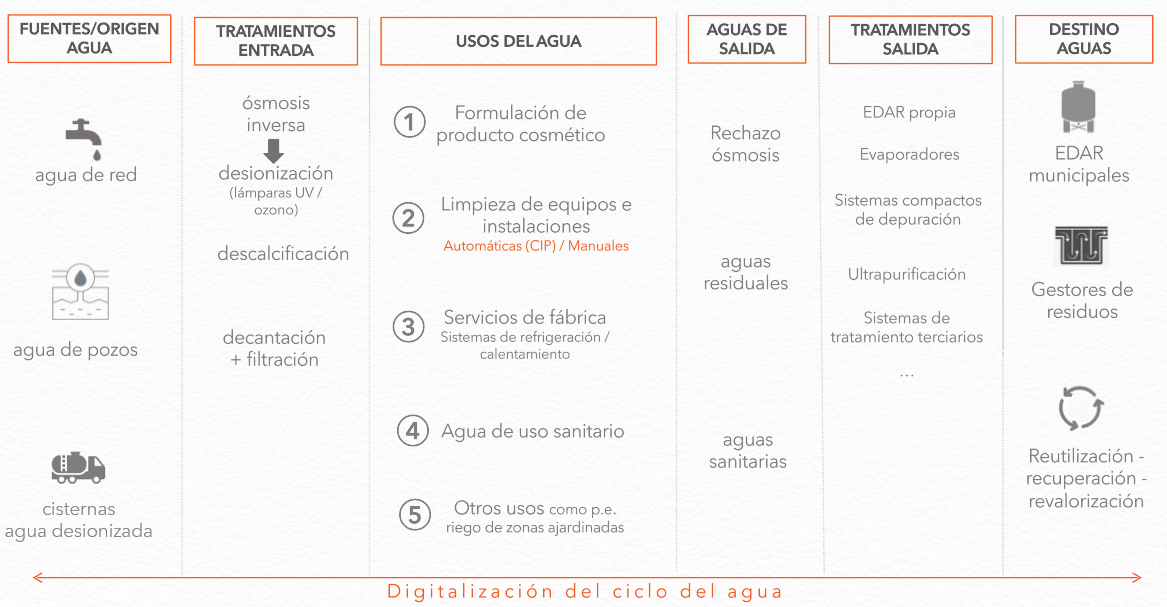 FUENTES/ORIGEN
AGUA
agua de red
agua de pozos
cisternas
agua desionizada
TRATAMIENTOS
ENTRADA
ósmosis
inversa
desionización
(lámparas UV /
ozono)
descalcificación
decantación
+ filtración
USOS DEL AGUA
1 Formulación de
producto cosmético
2 Limpieza de equipos e
instalaciones
Automáticas (CIP) / Manuales
3 Servicios de fábrica
Sistemas de refrigeración /
calentamiento
4 Agua de uso sanitario
5 Otros usos como p.e.
riego de zonas ajardinadas
AGUAS DE
SALIDA
Rechazo
ósmosis
aguas
residuales
aguas
sanitarias
TRATAMIENTOS
SALIDA
EDAR propia
Evaporadores
Sistemas compactos
de depuración
Ultrapurificación
Sistemas de
tratamiento terciarios
...
DESTINO
AGUAS
EDAR
municipales
Gestores de
residuos
Reutilización -
recuperación -
revalorización
Digitalización del ciclo del agua